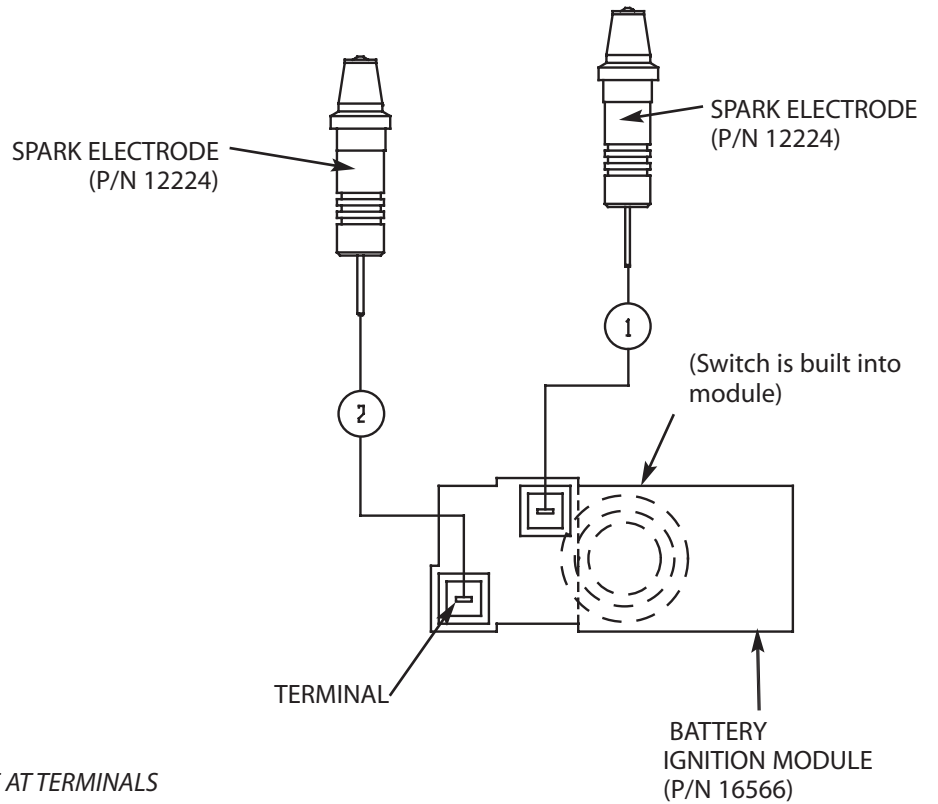 SPARK ELECTRODE
(P/N 12224)
SPARK ELECTRODE
(P/N 12224)
1
(Switch is built into
module)
2
TERMINAL
BATTERY
IGNITION MODULE
(P/N 16566)
AT TERMINALS